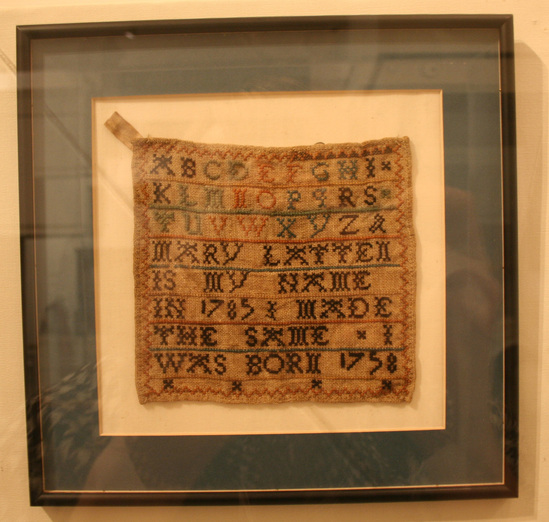 ABCDEFGHI
KLMNOPQRS
TUVWXYZ&
MARY LATTEN
IS MY NAME
IN 1785 I MADE
THE SAME I
WAS BORN 1758